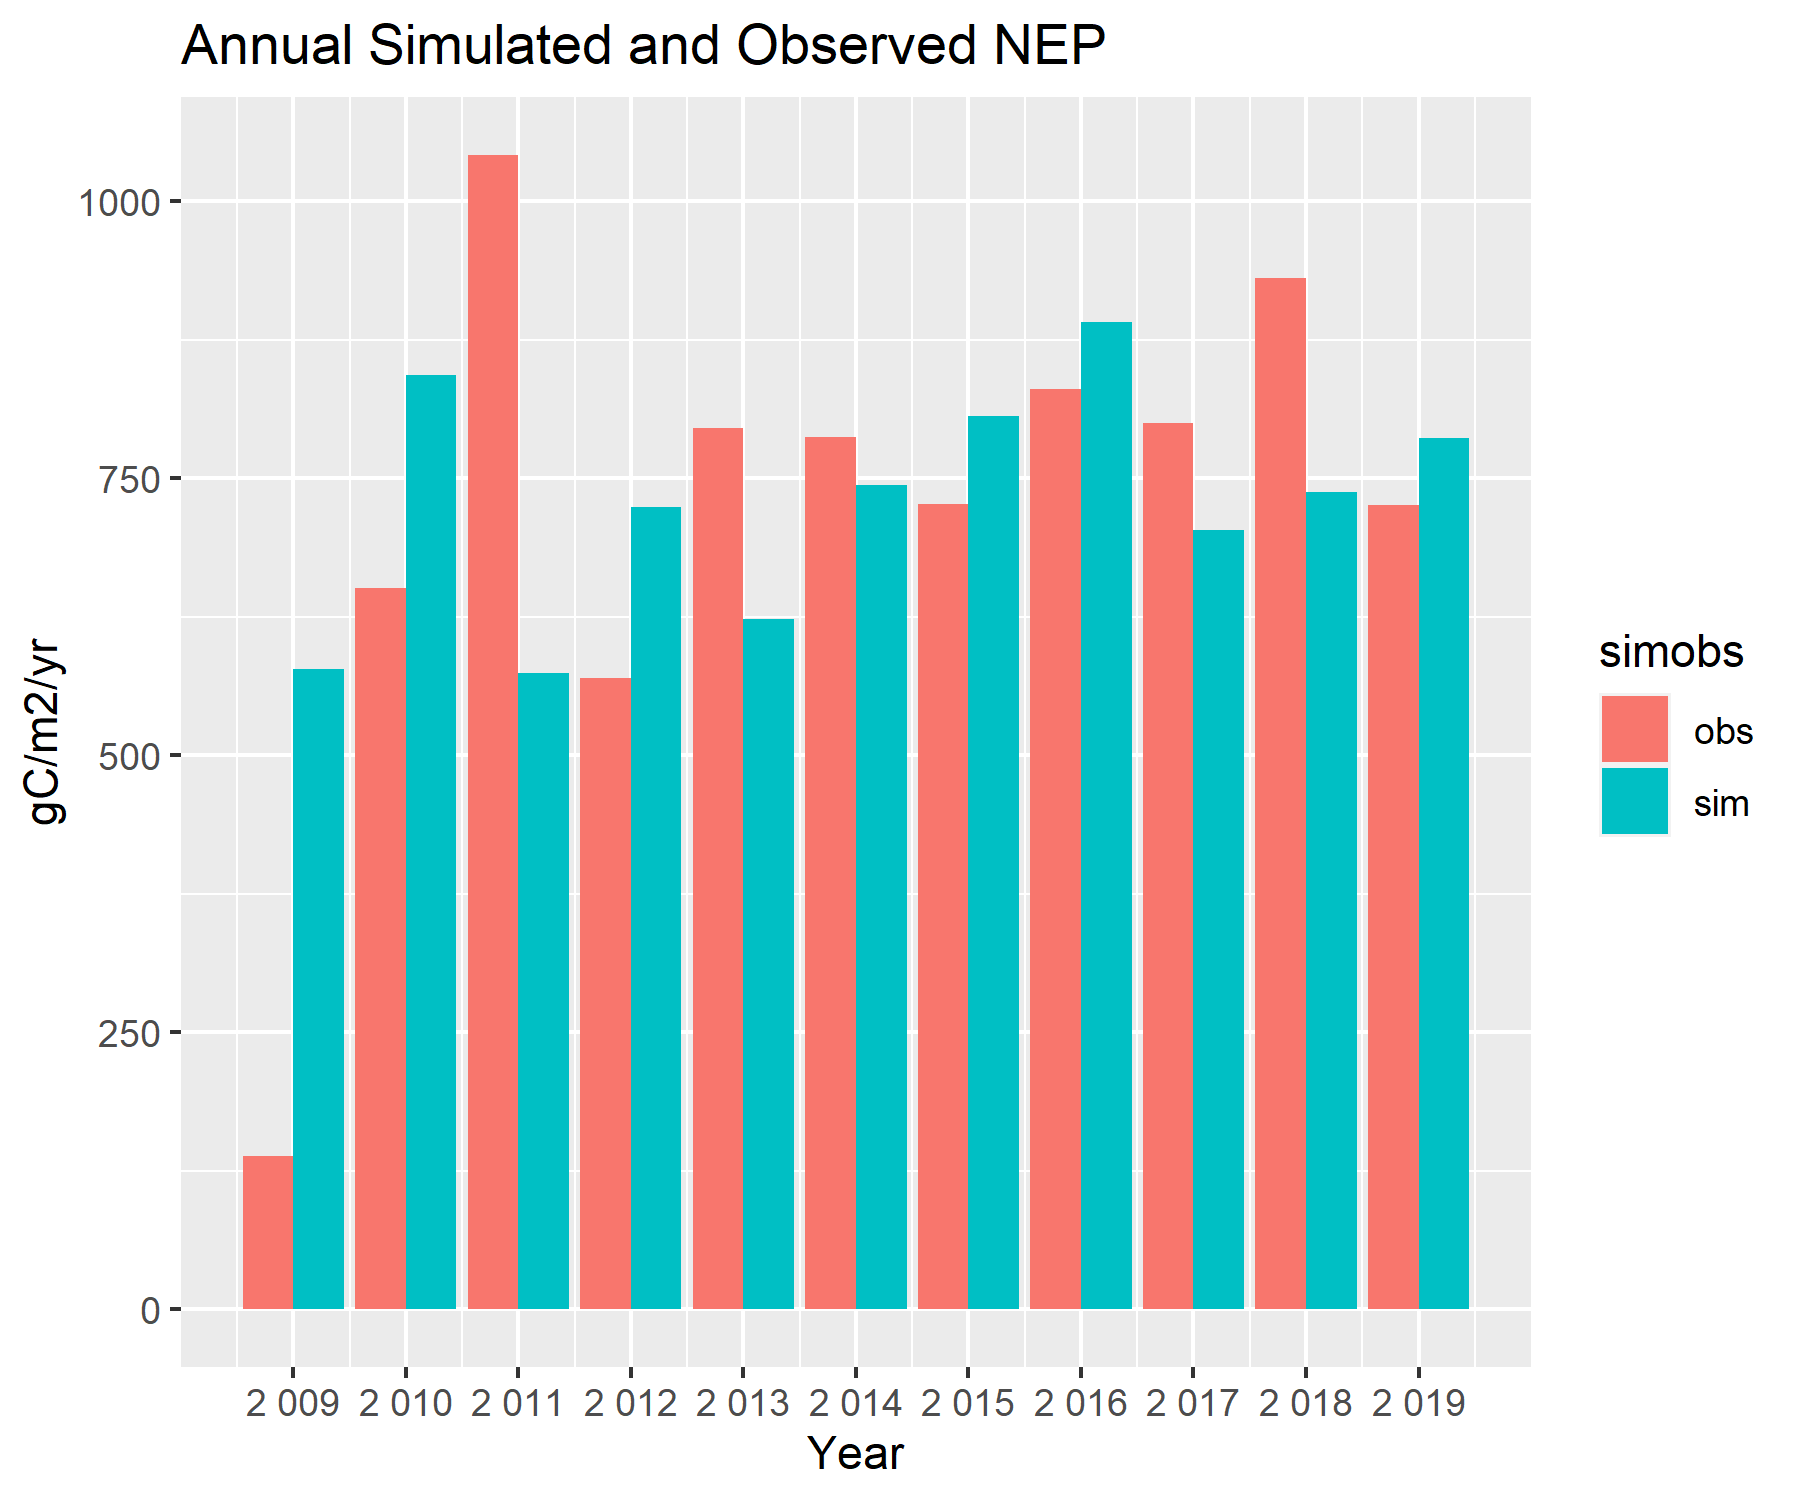 Annual Simulated and Observed NEP
1000
750
500
250
0
gC/m2/yr
2 009 2 010 2 011 2 012 2 013 2 014 2 015 2 016 2 017 2 018 2 019
Year
simobs
obs
sim